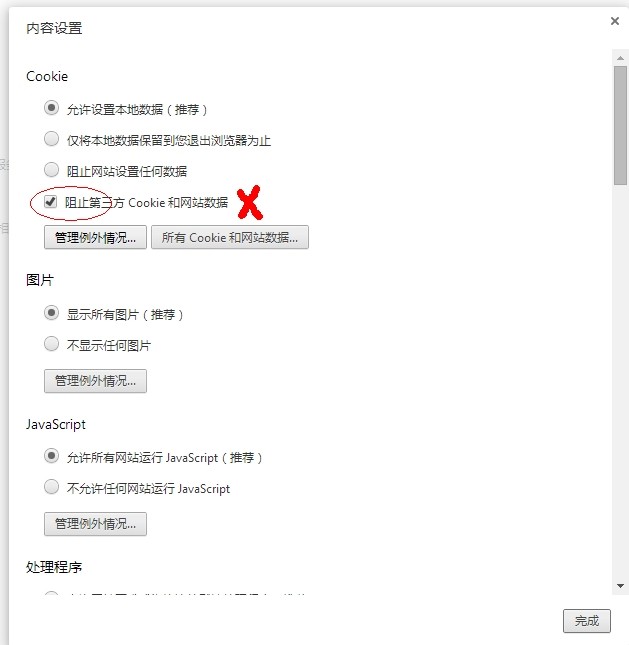 内容设置
Cookie
允许设置本地数据（推荐）
仅将本地数据保留到您退出浏览器为止
阻止网站设置任何数据
阻止第三方 Cookie 和网站数据
管理例外情况... 所有 Cookie 和网站数据...
图片
显示所有图片（推荐）
不显示任何图片
管理例外情况...
JavaScript
允许所有网站运行 JavaScript（推荐）
不允许任何网站运行 JavaScript
管理例外情况...
处理程序
完成